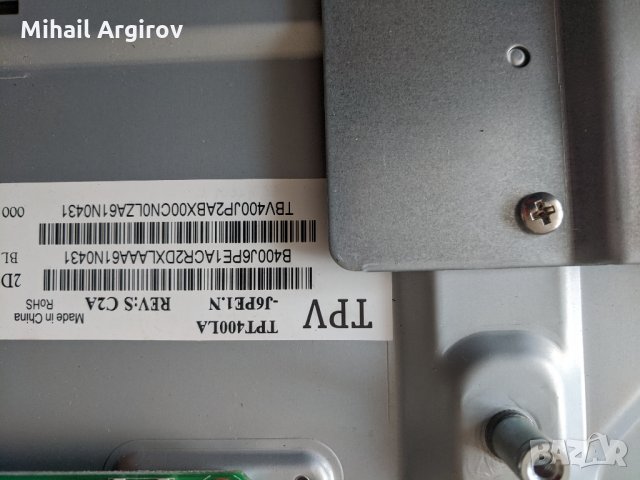 Mihail Argirov
TPV
TPT400LA
-J6PE1.N
REV:S C2A
Made in China
RoHS
2D
B400J6PE1ACR2DXLAAA61N0431
BL
TBV400JP2ABX00CN0LZA61N0431
000
BAZAR